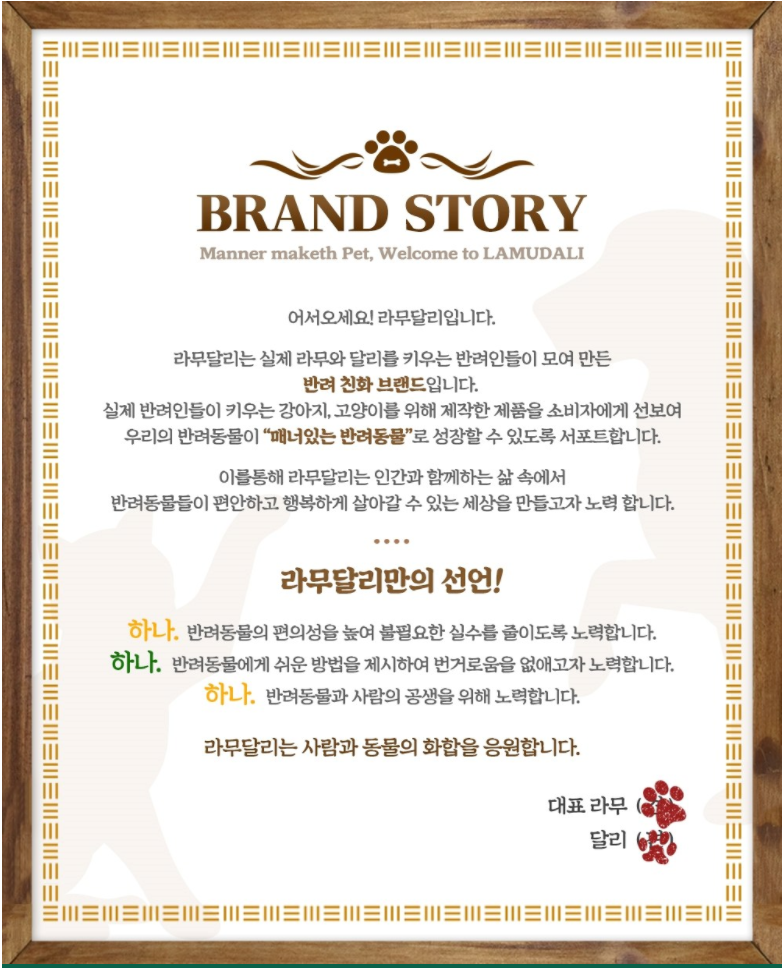 BRAND STORY
Manner maketh Pet, Welcome to LAMUDALI
어서오세요! 라무달리입니다.
라무달리는 실제 라무와 달리를 키우는 반려인들이 모여 만든
반려 친화 브랜드입니다.
실제 반려인들이 키우는 강아지, 고양이를 위해 제작한 제품을 소비자에게 선보여
우리의 반려동물이 “매너있는 반려동물”로 성장할 수 있도록 서포트합니다.
이를통해 라무달리는 인간과 함께하는 삶 속에서
반려동물들이 편안하고 행복하게 살아갈 수 있는 세상을 만들고자 노력 합니다.
라무달리만의 선언!
하나. 반려동물의 편의성을 높여 불필요한 실수를 줄이도록 노력합니다.
하나. 반려동물에게 쉬운 방법을 제시하여 번거로움을 없애고자 노력합니다.
하나. 반려동물과 사람의 공생을 위해 노력합니다.
라무달리는 사람과 동물의 화합을 응원합니다.
대표 라무
달리